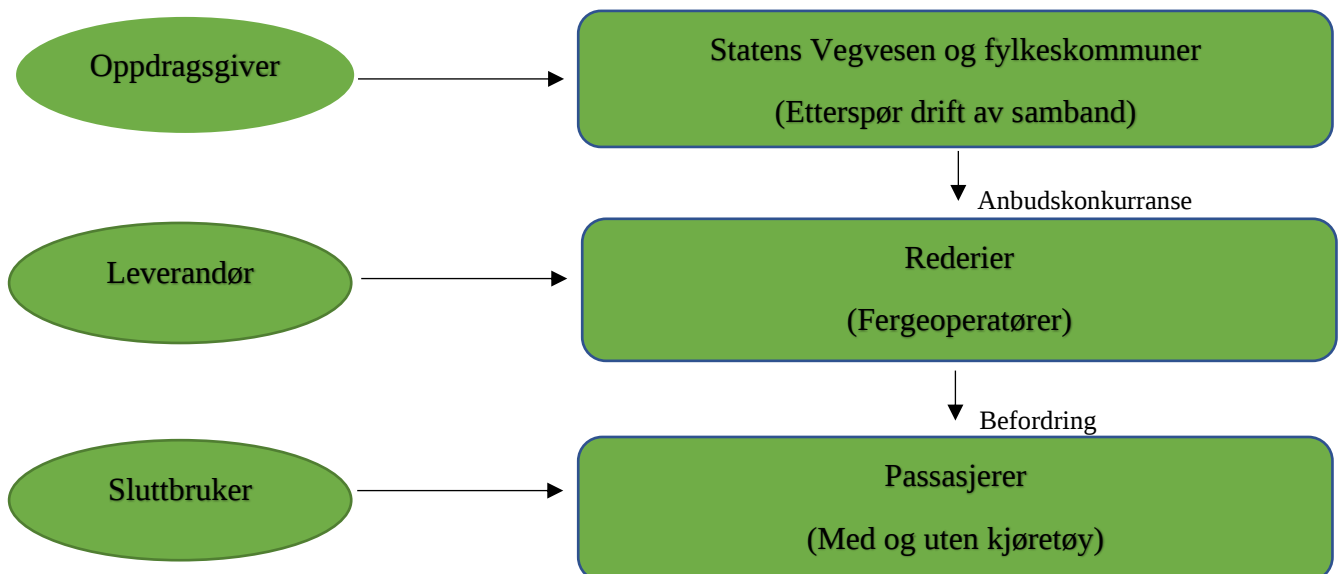 Oppdragsgiver
Statens Vegvesen og fylkeskommuner
(Etterspør drift av samband)
Anbudskonkurranse
Leverandør
Rederier
(Fergeoperatører)
Befordring
Sluttbruker
Passasjerer
(Med og uten kjøretøy)